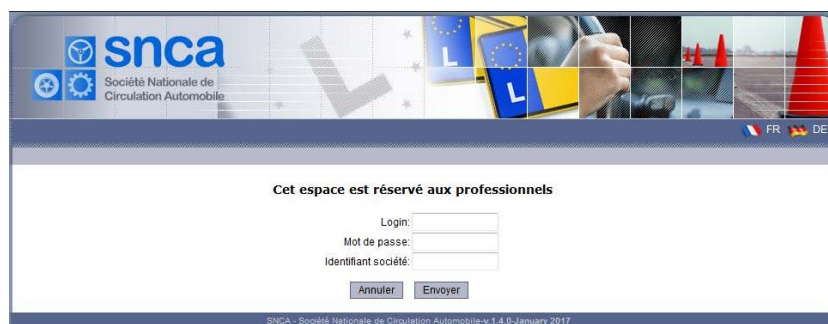 snca
Société Nationale de
Circulation Automobile
L
L
L
FR DE
Cet espace est réservé aux professionnels
Login:
Mot de passe:
Identifiant société:
Annuler Envoyer
SNCA - Société Nationale de Circulation Automobile-v.1.4.0-January 2017